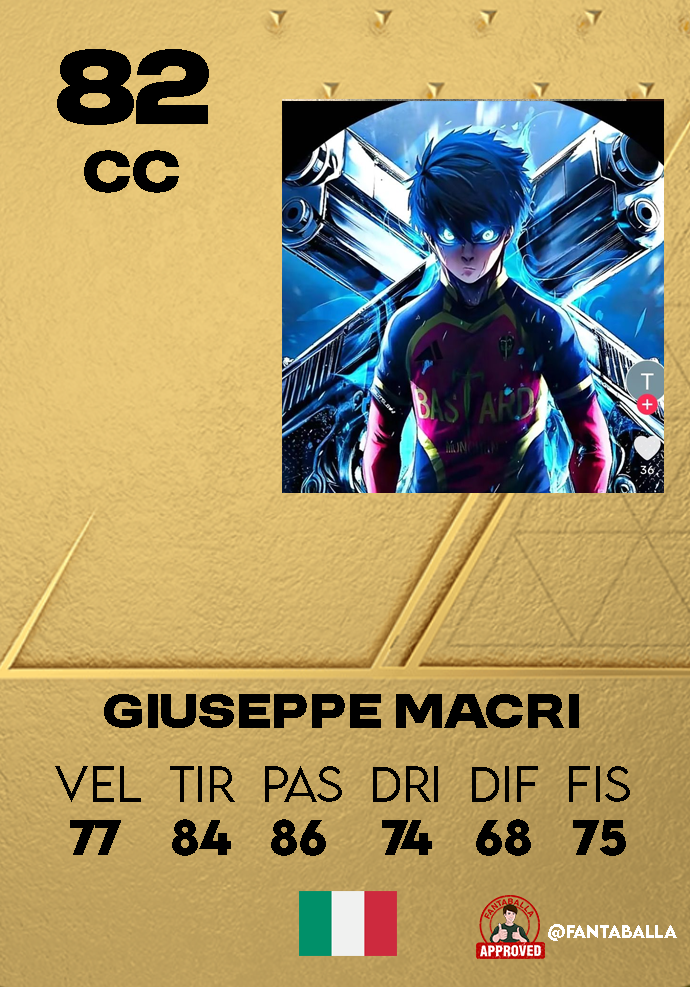 82
CC
BASTARD
MÜNCHEN
T
36
GIUSEPPE MACRI
VEL TIR PAS DRI DIF FIS
77 84 86 74 68 75
FANTABALLA
APPROVED
@FANTABALLA